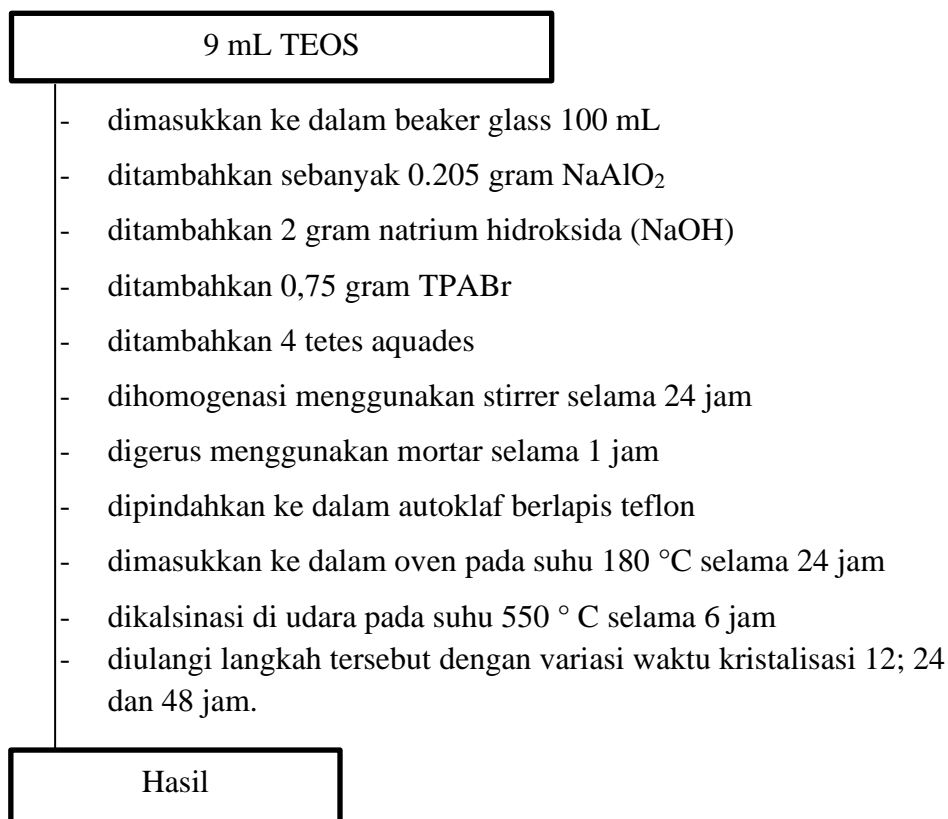 9 mL TEOS
- dimasukkan ke dalam beaker glass 100 mL
- ditambahkan sebanyak 0.205 gram NaAlO₂
- ditambahkan 2 gram natrium hidroksida (NaOH)
- ditambahkan 0,75 gram TPABr
- ditambahkan 4 tetes aquades
- dihomogenasi menggunakan stirrer selama 24 jam
- digerus menggunakan mortar selama 1 jam
- dipindahkan ke dalam autoklaf berlapis teflon
- dimasukkan ke dalam oven pada suhu 180 °C selama 24 jam
- dikalsinasi di udara pada suhu 550 ° C selama 6 jam
- diulangi langkah tersebut dengan variasi waktu kristalisasi 12; 24
dan 48 jam.
Hasil